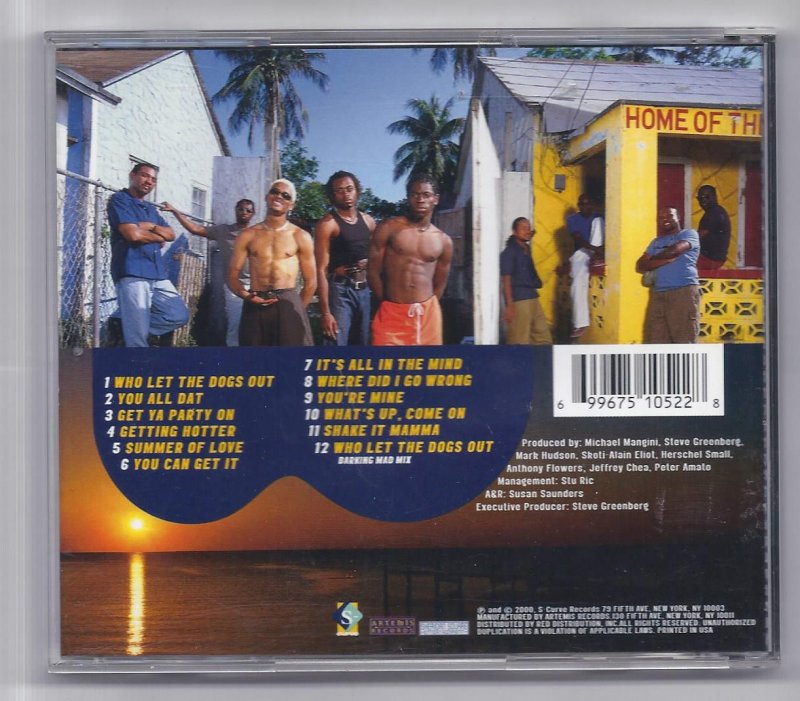 HOME OF TH
1 WHO LET THE DOGS OUT
2 YOU ALL DAT
3 GET YA PARTY ON
4 GETTING HOTTER
5 SUMMER OF LOVE
6 YOU CAN GET IT
7 IT'S ALL IN THE MIND
8 WHERE DID I GO WRONG
9 YOU'RE MINE
10 WHAT'S UP, COME ON
11 SHAKE IT MAMMA
12 WHO LET THE DOGS OUT
BARKING MAD MIX
6 99675 10522 8
Produced by: Michael Mangini, Steve Greenberg,
Mark Hudson, Skoti-Alain Eliot, Herschel Small,
Anthony Flowers, Jeffrey Chea, Peter Amato
Management: Stu Ric
A&R: Susan Saunders
Executive Producer: Steve Greenberg
S
ARTEMIS
RECORDS
℗ and © 2000, S-Curve Records 79 FIFTH AVE, NEW YORK, NY 10003
MANUFACTURED BY ARTEMIS RECORDS, 130 FIFTH AVE, NEW YORK, NY 10011
DISTRIBUTED BY RED DISTRIBUTION, INC. ALL RIGHTS RESERVED. UNAUTHORIZED
DUPLICATION IS A VIOLATION OF APPLICABLE LAWS. PRINTED IN USA